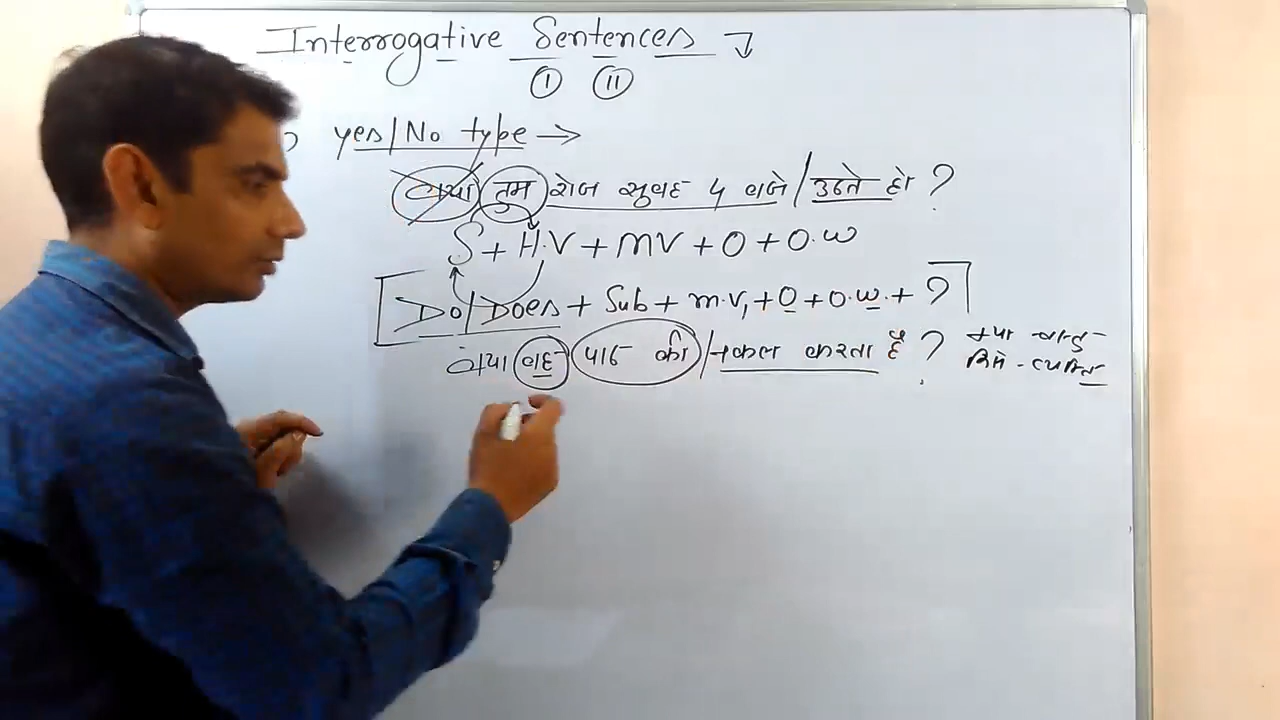 Interrogative Sentences ↴
① ⑪
Yes/No type →
क्या तुम रोज सुबह 4 बजे/उठते हो ?
S + H.V + MV + O + O.W
Do/Does + Sub + m.V₁ + O + O.W. + ?
क्या वह पाठ की/नकल करता है ?